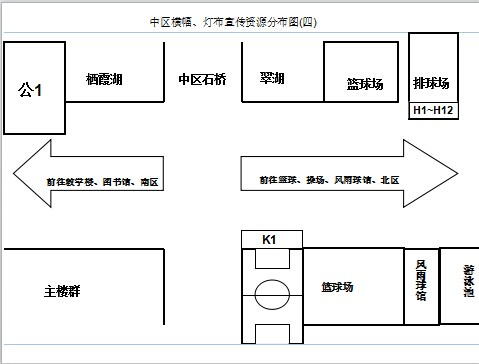 中区横幅、灯布宣传资源分布图(四)
公1
栖霞湖
中区石桥
翠湖
篮球场
排球场
H1~H12
前往教学楼、图书馆、南区
前往篮球、操场、风雨球馆、北区
K1
主楼群
篮球场
风雨球馆
游泳池